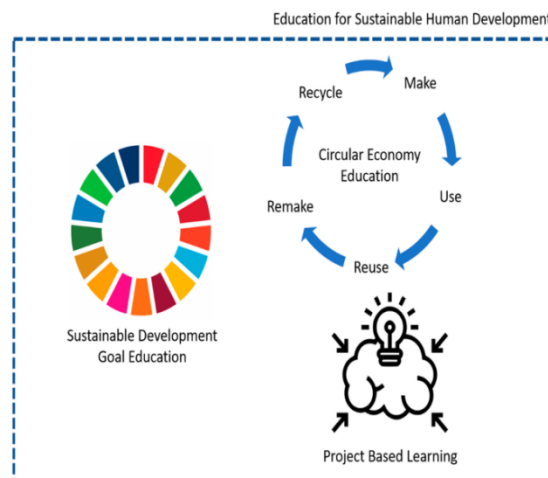 Education for Sustainable Human Development
Recycle
Make
Circular Economy
Education
Remake
Use
Reuse
Sustainable Development
Goal Education
Project Based Learning